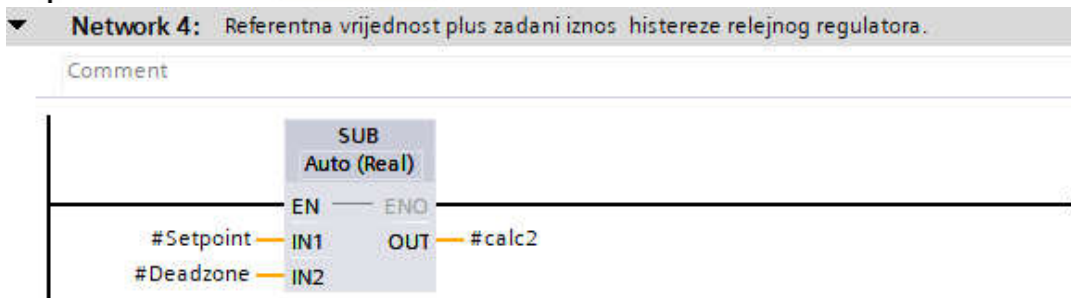 Network 4: Referentna vrijednost plus zadani iznos histereze relejnog regulatora.
Comment
SUB
Auto (Real)
EN ENO
#Setpoint IN1 OUT #calc2
#Deadzone IN2